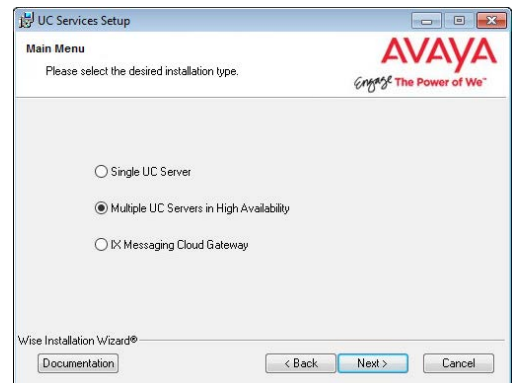 UC Services Setup
Main Menu
Please select the desired installation type.
AVAYA
Engage The Power of We™
Single UC Server
Multiple UC Servers in High Availability
IX Messaging Cloud Gateway
Wise Installation Wizard®
Documentation
< Back
Next >
Cancel